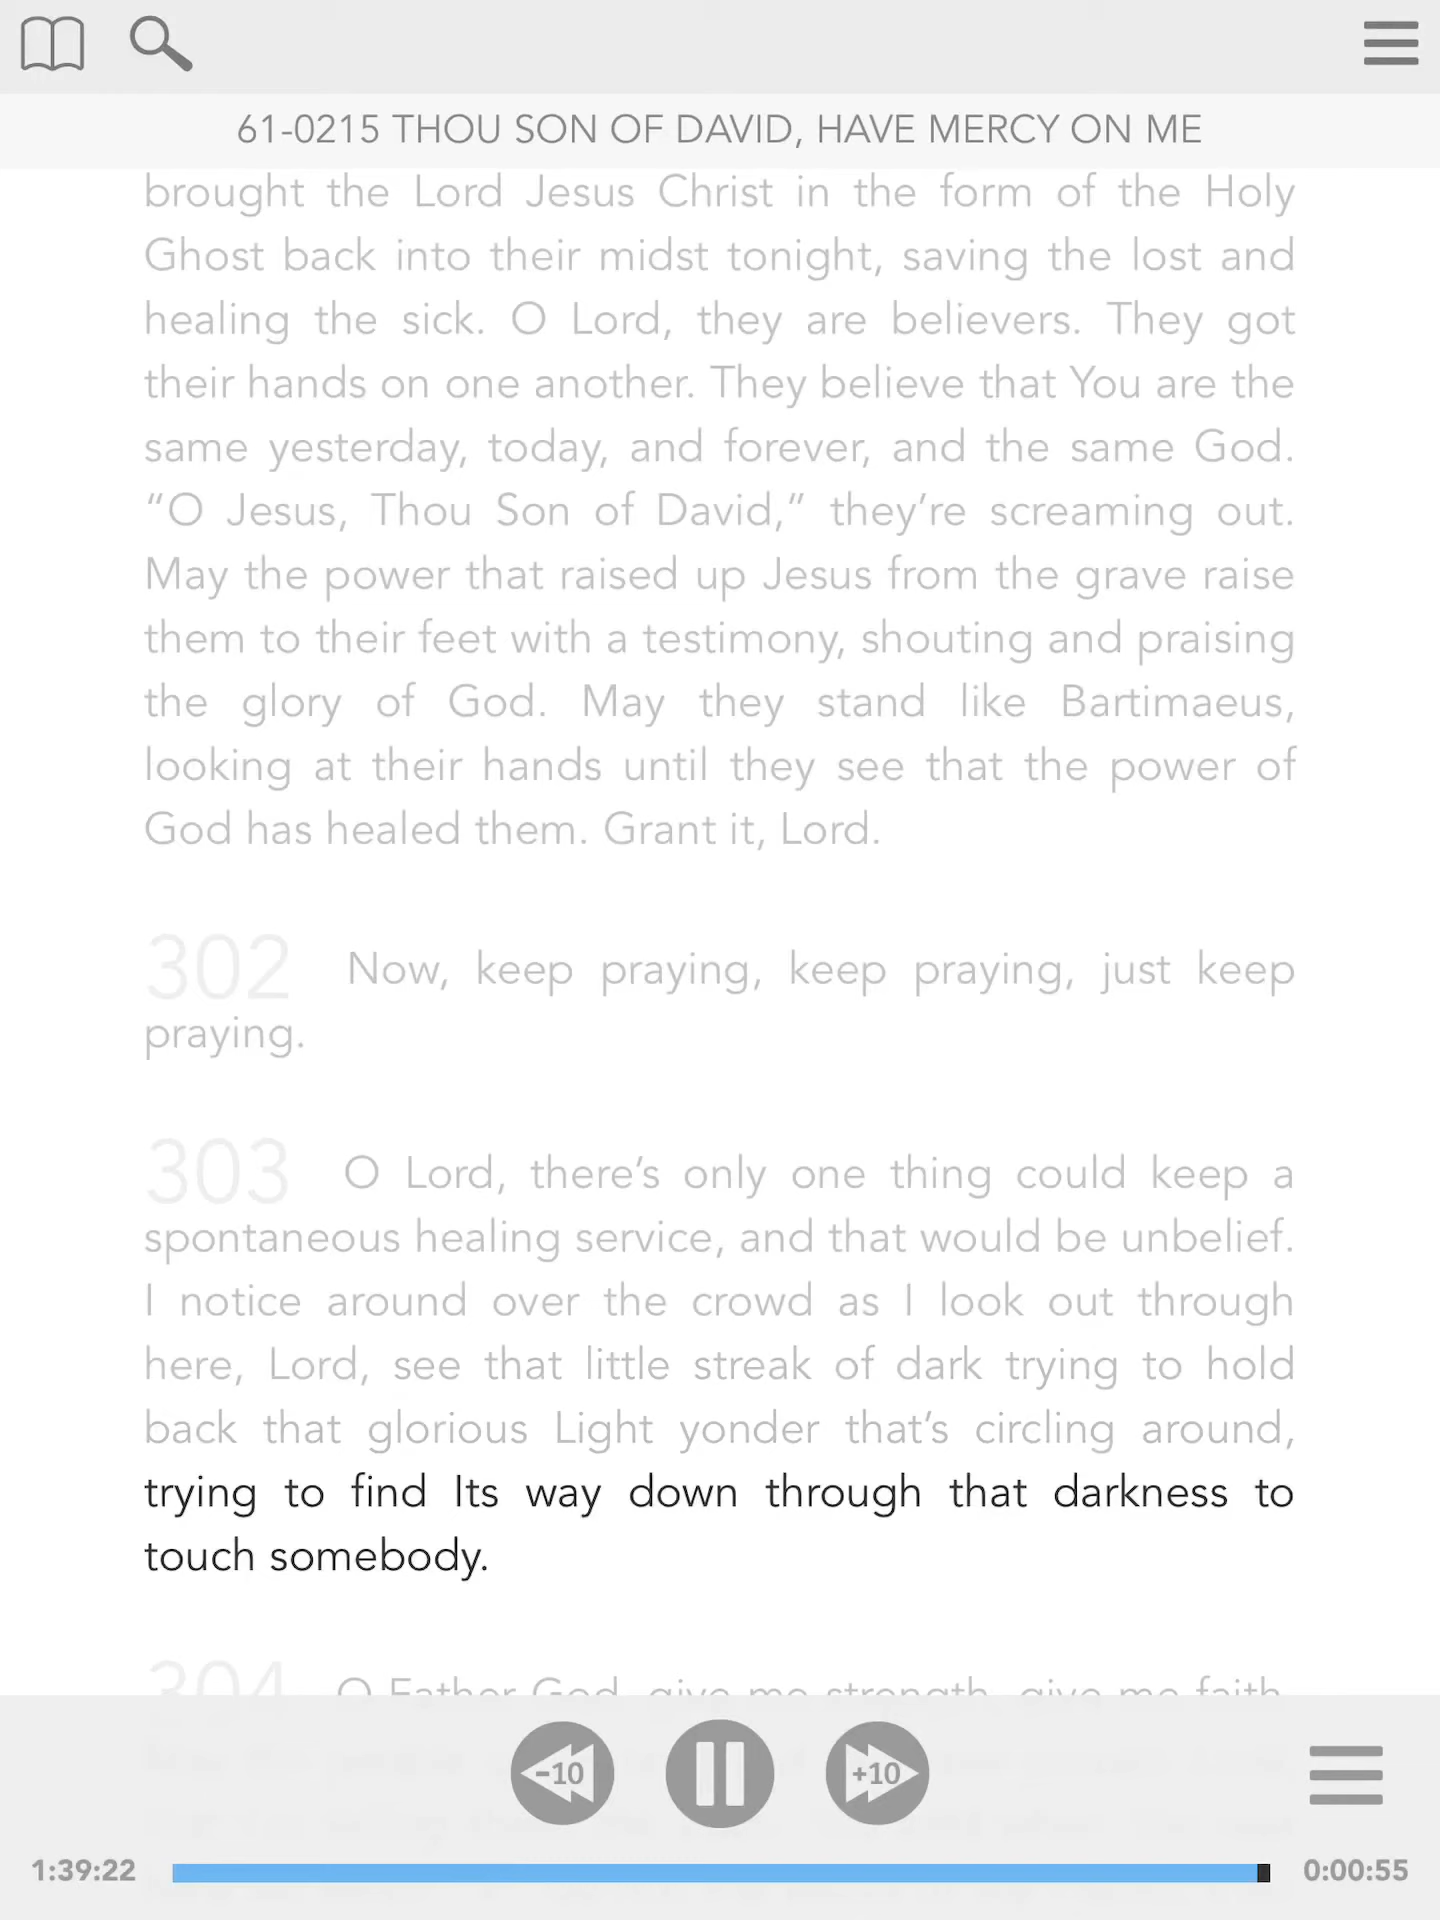 61-0215 THOU SON OF DAVID, HAVE MERCY ON ME
brought the Lord Jesus Christ in the form of the Holy
Ghost back into their midst tonight, saving the lost and
healing the sick. O Lord, they are believers. They got
their hands on one another. They believe that You are the
same yesterday, today, and forever, and the same God.
“O Jesus, Thou Son of David,” they’re screaming out.
May the power that raised up Jesus from the grave raise
them to their feet with a testimony, shouting and praising
the glory of God. May they stand like Bartimaeus,
looking at their hands until they see that the power of
God has healed them. Grant it, Lord.
302 Now, keep praying, keep praying, just keep
praying.
303 O Lord, there’s only one thing could keep a
spontaneous healing service, and that would be unbelief.
I notice around over the crowd as I look out through
here, Lord, see that little streak of dark trying to hold
back that glorious Light yonder that’s circling around,
trying to find Its way down through that darkness to
touch somebody.
304 O Father God, give me strength, give me faith.
-10 +10
1:39:22 0:00:55